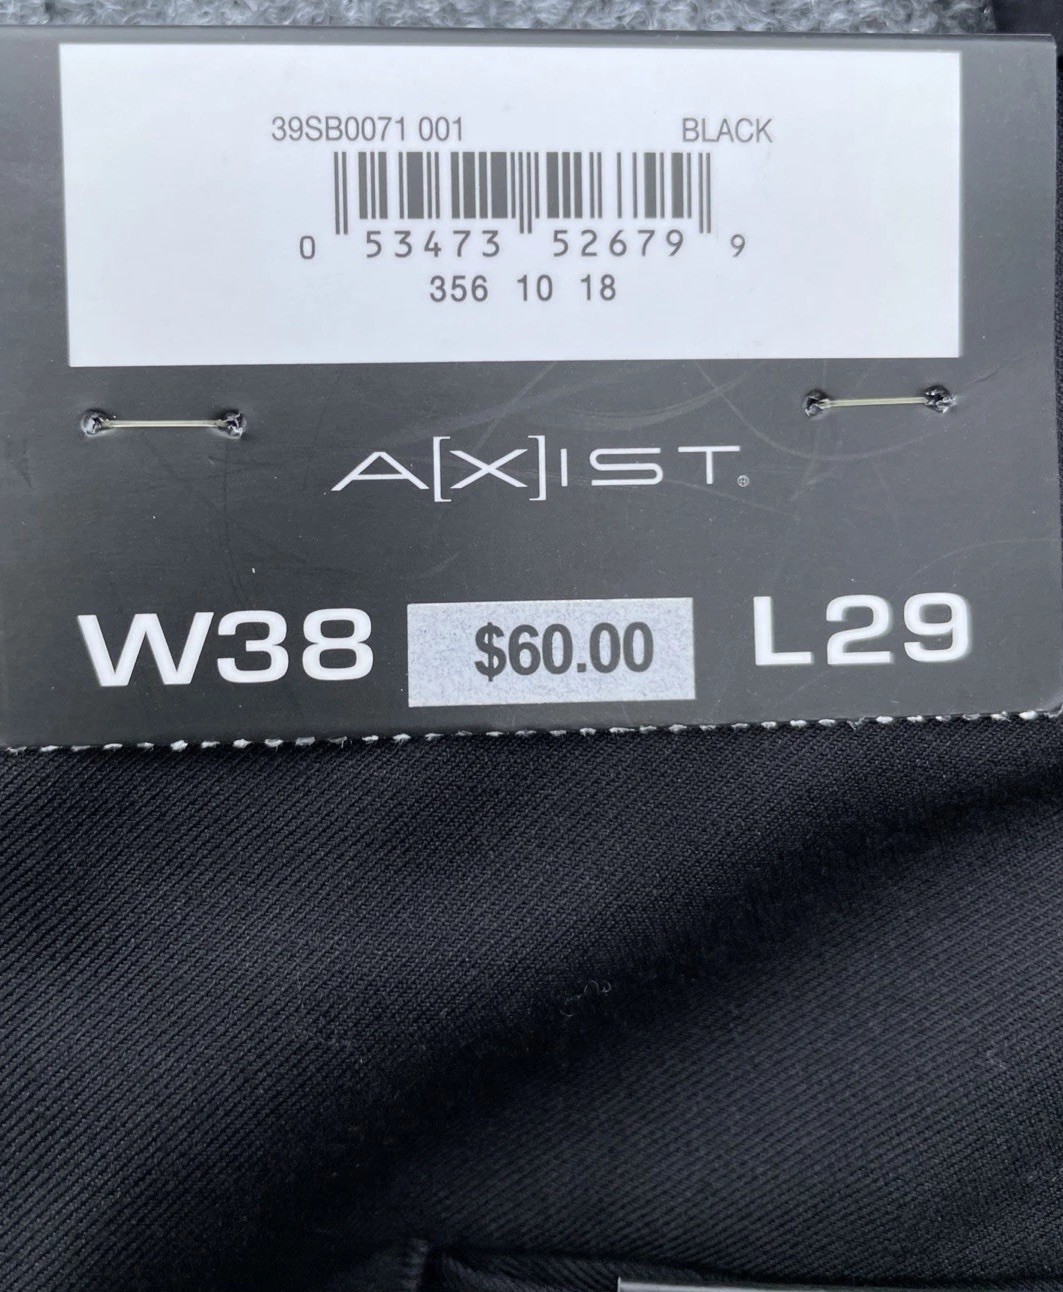 39SB0071 001 BLACK
0 53473 52679 9
356 10 18
A[X]IST®
W38 $60.00 L29